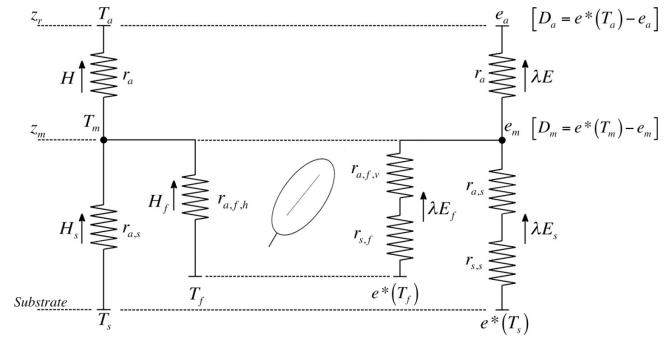 z_r T_a e_a [D_a = e*(T_a) − e_a]
H r_a r_a λE
z_m T_m e_m [D_m = e*(T_m) − e_m]
H_s r_{a,s} H_f r_{a,f,h} r_{a,f,v} λE_f r_{a,s} λE_s
r_{s,f} r_{s,s}
T_f e*(T_f)
Substrate
T_s e*(T_s)